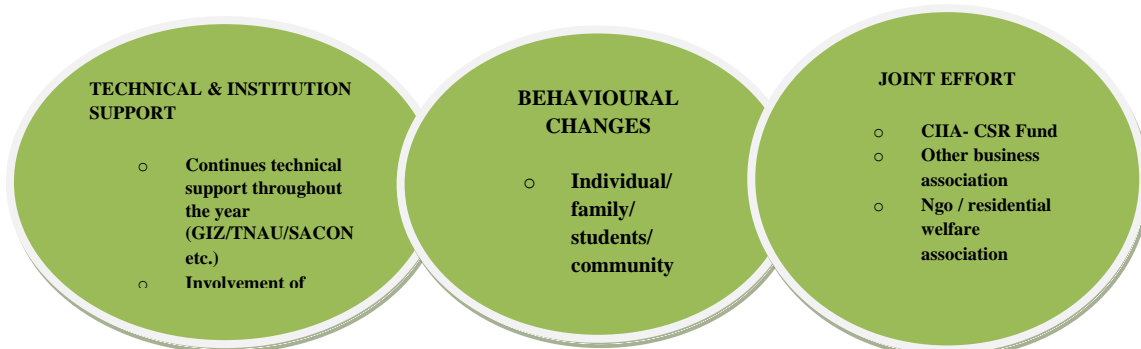 TECHNICAL & INSTITUTION
SUPPORT
o Continues technical
support throughout
the year
(GIZ/TNAU/SACON
etc.)
o Involvement of
BEHAVIOURAL
CHANGES
o Individual/
family/
students/
community
JOINT EFFORT
o CIIA- CSR Fund
o Other business
association
o Ngo / residential
welfare
association